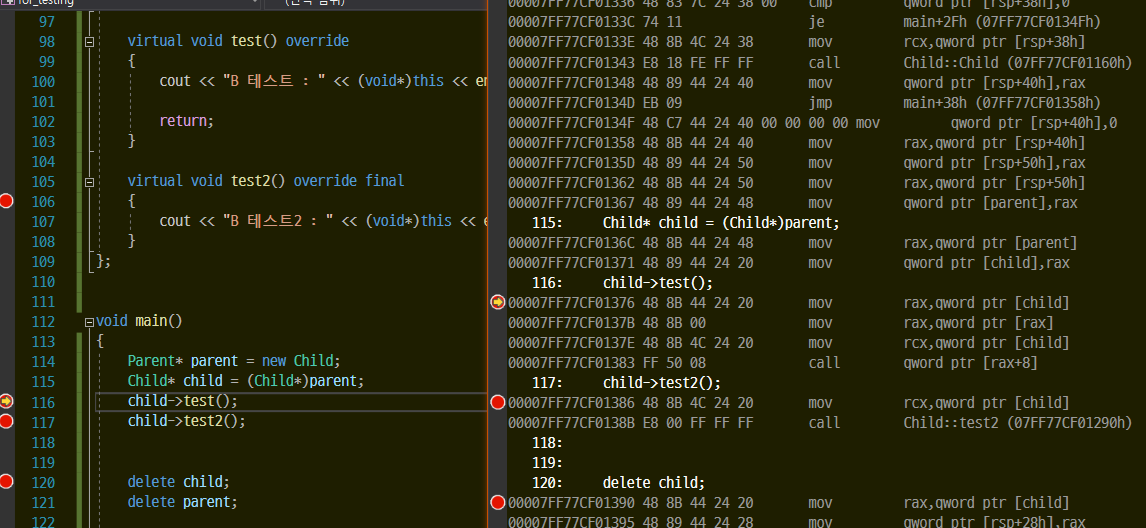 for_testing
97
98 virtual void test() override
99 {
100 cout << "B 테스트 : " << (void*)this <<
101
102 return;
103 }
104
105 virtual void test2() override final
106 {
107 cout << "B 테스트2 : " << (void*)this <<
108 }
109 };
110
111
112 void main()
113 {
114 Parent* parent = new Child;
115 Child* child = (Child*)parent;
116 child->test();
117 child->test2();
118
119
120 delete child;
121 delete parent;
122
00007FF77CF01336 48 83 7C 24 38 00 cmp qword ptr [rsp+38h],0
00007FF77CF0133C 74 11 je main+2Fh (07FF77CF0134Fh)
00007FF77CF0133E 48 8B 4C 24 38 mov rcx,qword ptr [rsp+38h]
00007FF77CF01343 E8 18 FE FF FF call Child::Child (07FF77CF01160h)
00007FF77CF01348 48 89 44 24 40 mov qword ptr [rsp+40h],rax
00007FF77CF0134D EB 09 jmp main+38h (07FF77CF01358h)
00007FF77CF0134F 48 C7 44 24 40 00 00 00 00 mov qword ptr [rsp+40h],0
00007FF77CF01358 48 8B 44 24 40 mov rax,qword ptr [rsp+40h]
00007FF77CF0135D 48 89 44 24 50 mov qword ptr [rsp+50h],rax
00007FF77CF01362 48 8B 44 24 50 mov rax,qword ptr [rsp+50h]
00007FF77CF01367 48 89 44 24 48 mov qword ptr [parent],rax
115: Child* child = (Child*)parent;
00007FF77CF0136C 48 8B 44 24 48 mov rax,qword ptr [parent]
00007FF77CF01371 48 89 44 24 20 mov qword ptr [child],rax
116: child->test();
00007FF77CF01376 48 8B 44 24 20 mov rax,qword ptr [child]
00007FF77CF0137B 48 8B 00 mov rax,qword ptr [rax]
00007FF77CF0137E 48 8B 4C 24 20 mov rcx,qword ptr [child]
00007FF77CF01383 FF 50 08 call qword ptr [rax+8]
117: child->test2();
00007FF77CF01386 48 8B 4C 24 20 mov rcx,qword ptr [child]
00007FF77CF0138B E8 00 FF FF FF call Child::test2 (07FF77CF01290h)
118:
119:
120: delete child;
00007FF77CF01390 48 8B 44 24 20 mov rax,qword ptr [child]
00007FF77CF01395 48 89 44 24 28 mov qword ptr [rsp+28h],rax